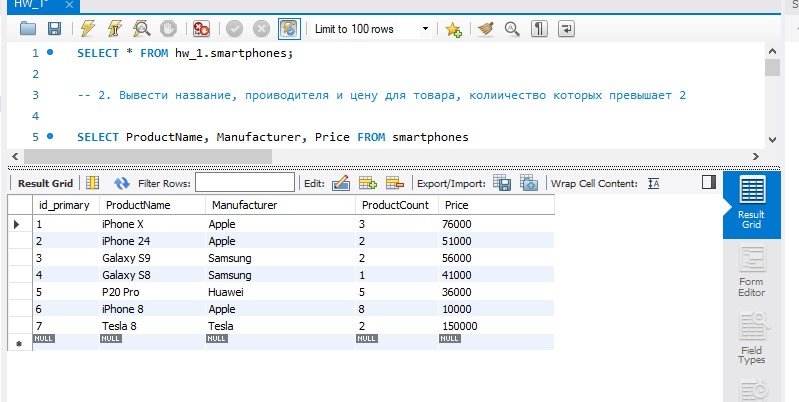 HW_1*
Limit to 100 rows
1 SELECT * FROM hw_1.smartphones;
2
3 -- 2. Вывести название, проиводителя и цену для товара, колиичество которых превышает 2
4
5 SELECT ProductName, Manufacturer, Price FROM smartphones
Result Grid Filter Rows: Edit: Export/Import: Wrap Cell Content:
id_primary ProductName Manufacturer ProductCount Price
1 iPhone X Apple 3 76000
2 iPhone 24 Apple 2 51000
3 Galaxy S9 Samsung 2 56000
4 Galaxy S8 Samsung 1 41000
5 P20 Pro Huawei 5 36000
6 iPhone 8 Apple 8 10000
7 Tesla 8 Tesla 2 150000
NULL NULL NULL NULL NULL
Result
Grid
Form
Editor
Field
Types